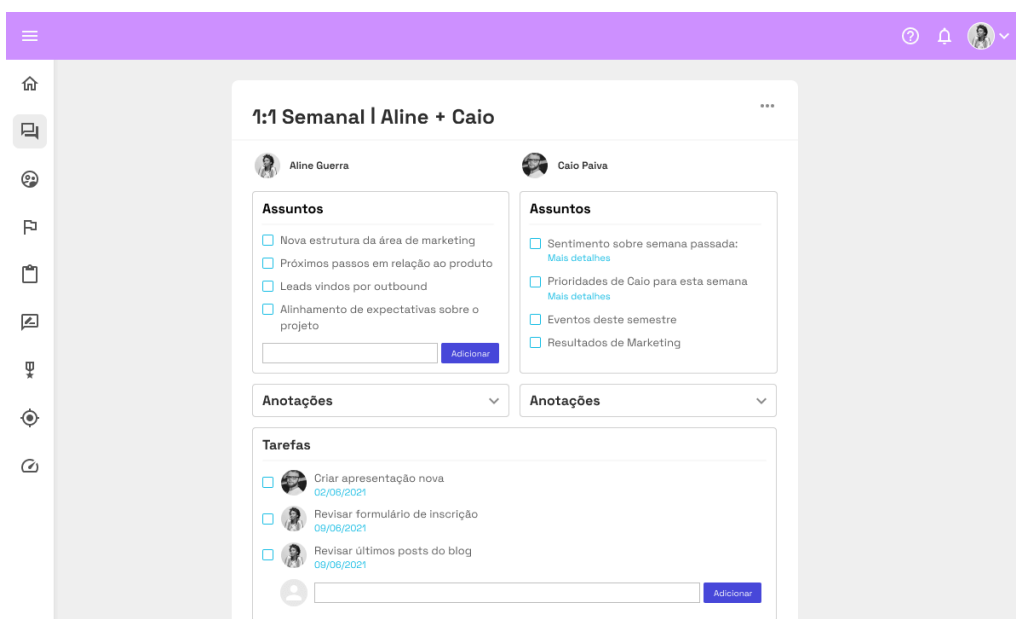 1:1 Semanal | Aline + Caio
Aline Guerra
Caio Paiva
Assuntos
Nova estrutura da área de marketing
Próximos passos em relação ao produto
Leads vindos por outbound
Alinhamento de expectativas sobre o
projeto
Adicionar
Assuntos
Sentimento sobre semana passada:
Mais detalhes
Prioridades de Caio para esta semana
Mais detalhes
Eventos deste semestre
Resultados de Marketing
Anotações
Anotações
Tarefas
Criar apresentação nova
02/06/2021
Revisar formulário de inscrição
09/06/2021
Revisar últimos posts do blog
09/06/2021
Adicionar